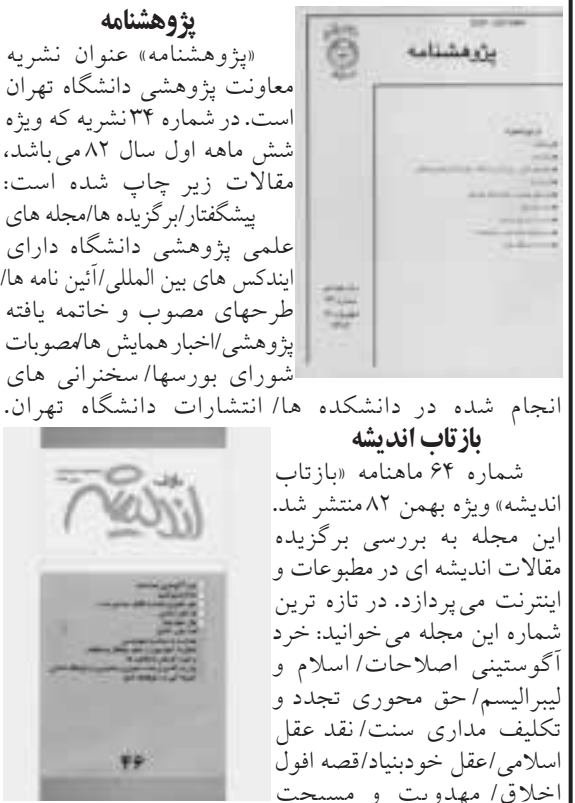 پژوهشنامه
«پژوهشنامه» عنوان نشریه
معاونت پژوهشی دانشگاه تهران
است. در شماره ۳۴ نشریه که ویژه
شش ماهه اول سال ۸۲ می باشد،
مقالات زیر چاپ شده است:
پیشگفتار/برگزیده ها/مجله های
علمی پژوهشی دانشگاه دارای
ایندکس های بین المللی/آئین نامه ها/
طرحهای مصوب و خاتمه یافته
پژوهشی/اخبار همایش ها/مصوبات
شورای بورسها/ سخنرانی های
انجام شده در دانشکده ها/ انتشارات دانشگاه تهران.
پژوهشنامه
بازتاب اندیشه
شماره ۶۴ ماهنامه «بازتاب
اندیشه» ویژه بهمن ۸۲ منتشر شد.
این مجله به بررسی برگزیده
مقالات اندیشه ای در مطبوعات و
اینترنت می پردازد. در تازه ترین
شماره این مجله می خوانید: خرد
آگوستینی اصلاحات/ اسلام و
لیبرالیسم/ حق محوری تجدد و
تکلیف مداری سنت/ نقد عقل
اسلامی/عقل خودبنیاد/قصه افول
اخلاق/ مهدویت و مسیحت
بازتاب
اندیشه
۴۶